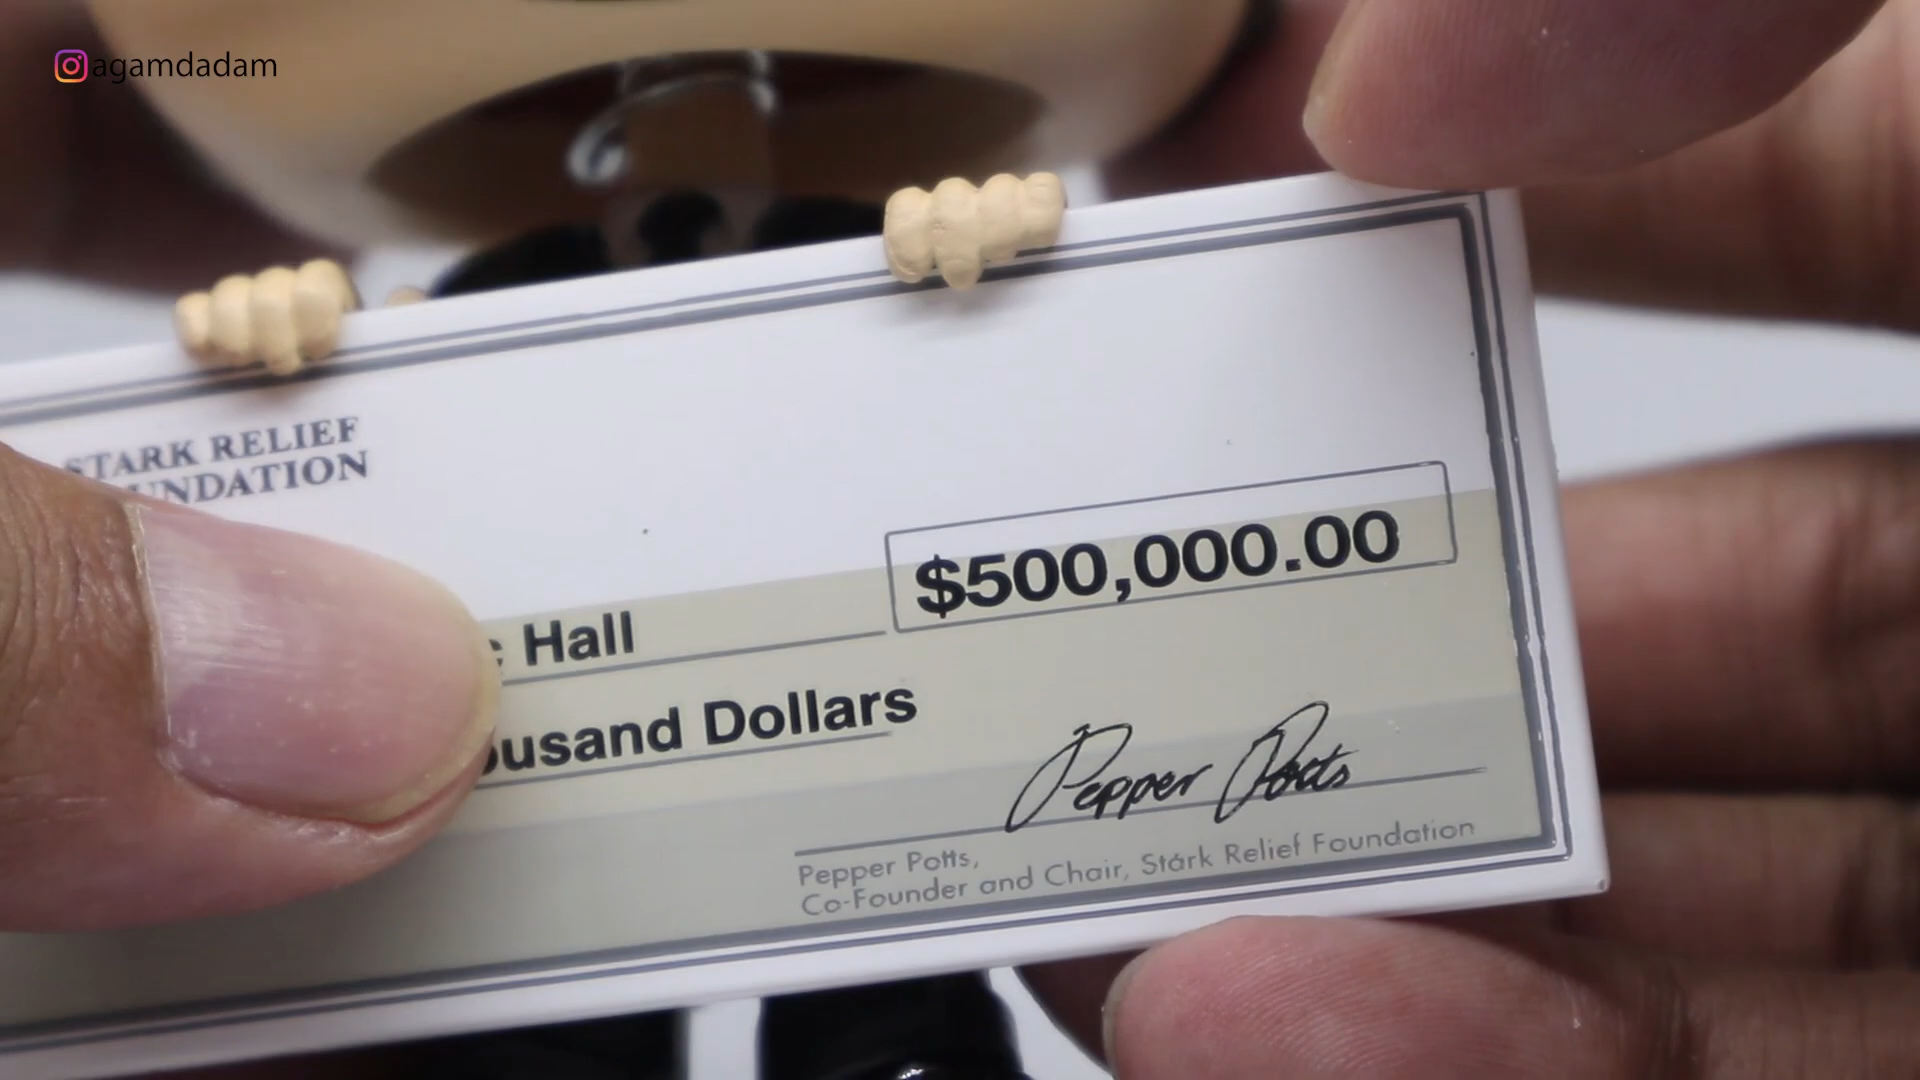 agamdadam
STARK RELIEF
UNDATION
$500,000.00
c Hall
ousand Dollars
Pepper Potts
Pepper Potts,
Co-Founder and Chair, Stark Relief Foundation